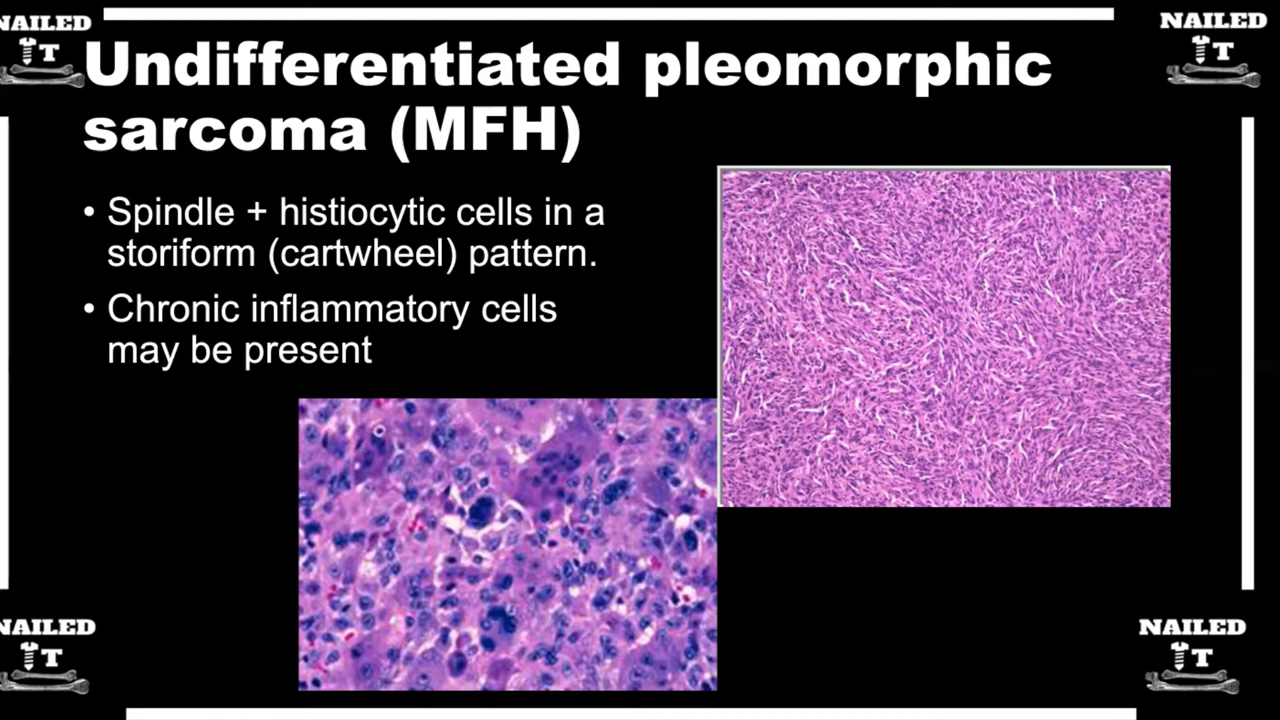 NAILED
IT
NAILED
IT
Undifferentiated pleomorphic
sarcoma (MFH)
• Spindle + histiocytic cells in a
storiform (cartwheel) pattern.
• Chronic inflammatory cells
may be present
NAILED
IT
NAILED
IT